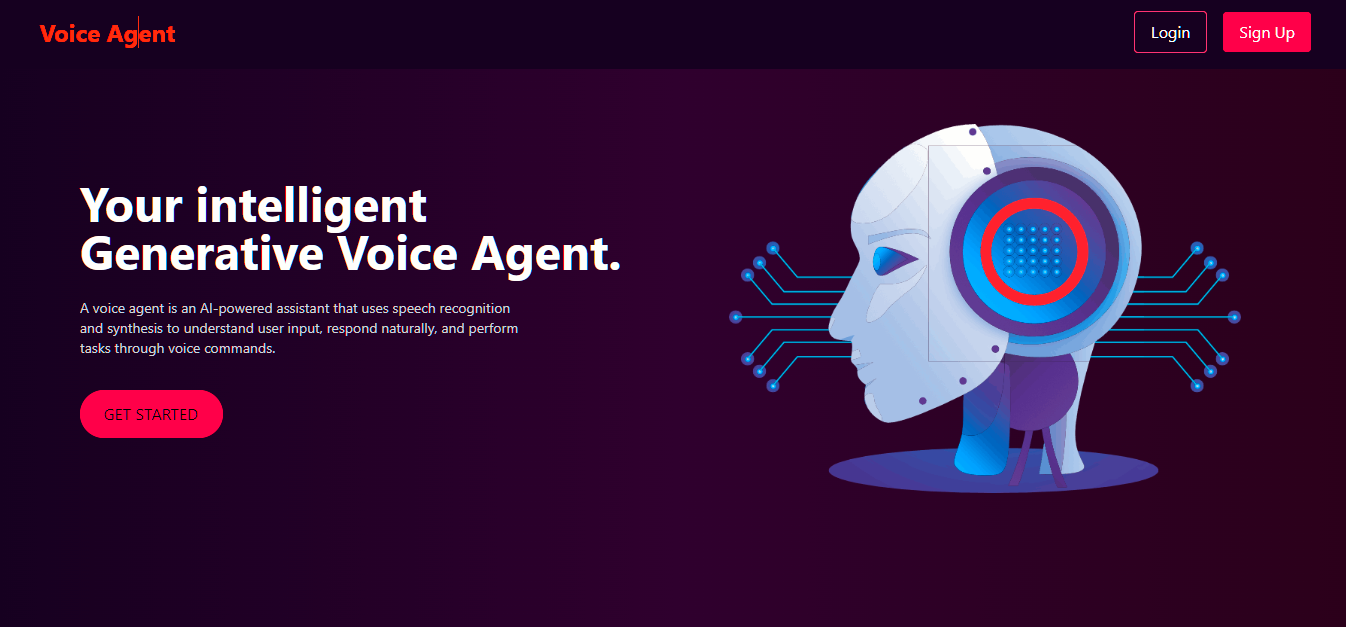 Voice Agent
Login
Sign Up
Your intelligent
Generative Voice Agent.
A voice agent is an AI-powered assistant that uses speech recognition
and synthesis to understand user input, respond naturally, and perform
tasks through voice commands.
GET STARTED